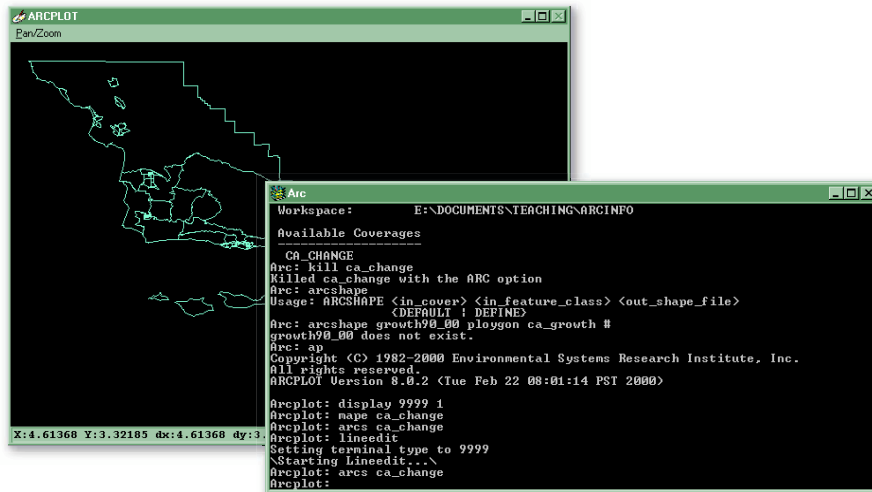 ARCPLOT
Pan/Zoom
X:4.61368 Y:3.32185 dx:4.61368 dy:3.
Arc
Workspace: E:\DOCUMENTS\TEACHING\ARCINFO
Available Coverages
-------------------
CA_CHANGE
Arc: kill ca_change
Killed ca_change with the ARC option
Arc: arcshape
Usage: ARCSHAPE <in_cover> <in_feature_class> <out_shape_file>
{DEFAULT | DEFINE}
Arc: arcshape growth90_00 ploygon ca_growth #
growth90_00 does not exist.
Arc: ap
Copyright (C) 1982-2000 Environmental Systems Research Institute, Inc.
All rights reserved.
ARCPLOT Version 8.0.2 (Tue Feb 22 08:01:14 PST 2000)
Arcplot: display 9999 1
Arcplot: mape ca_change
Arcplot: arcs ca_change
Arcplot: lineedit
Setting terminal type to 9999
\Starting Lineedit...\
Arcplot: arcs ca_change
Arcplot: